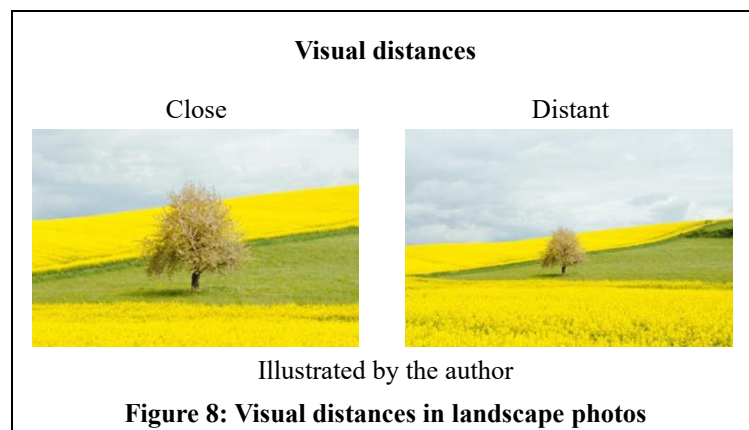 Visual distances
Close
Distant
Illustrated by the author
Figure 8: Visual distances in landscape photos